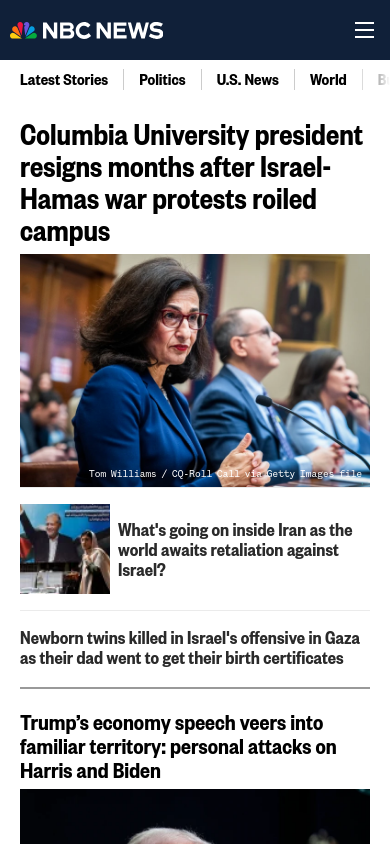 NBC NEWS
Latest Stories
Politics
U.S. News
World
Columbia University president
resigns months after Israel-
Hamas war protests roiled
campus
Tom Williams / CQ-Roll Call via Getty Images file
What's going on inside Iran as the
world awaits retaliation against
Israel?
Newborn twins killed in Israel's offensive in Gaza
as their dad went to get their birth certificates
Trump’s economy speech veers into
familiar territory: personal attacks on
Harris and Biden